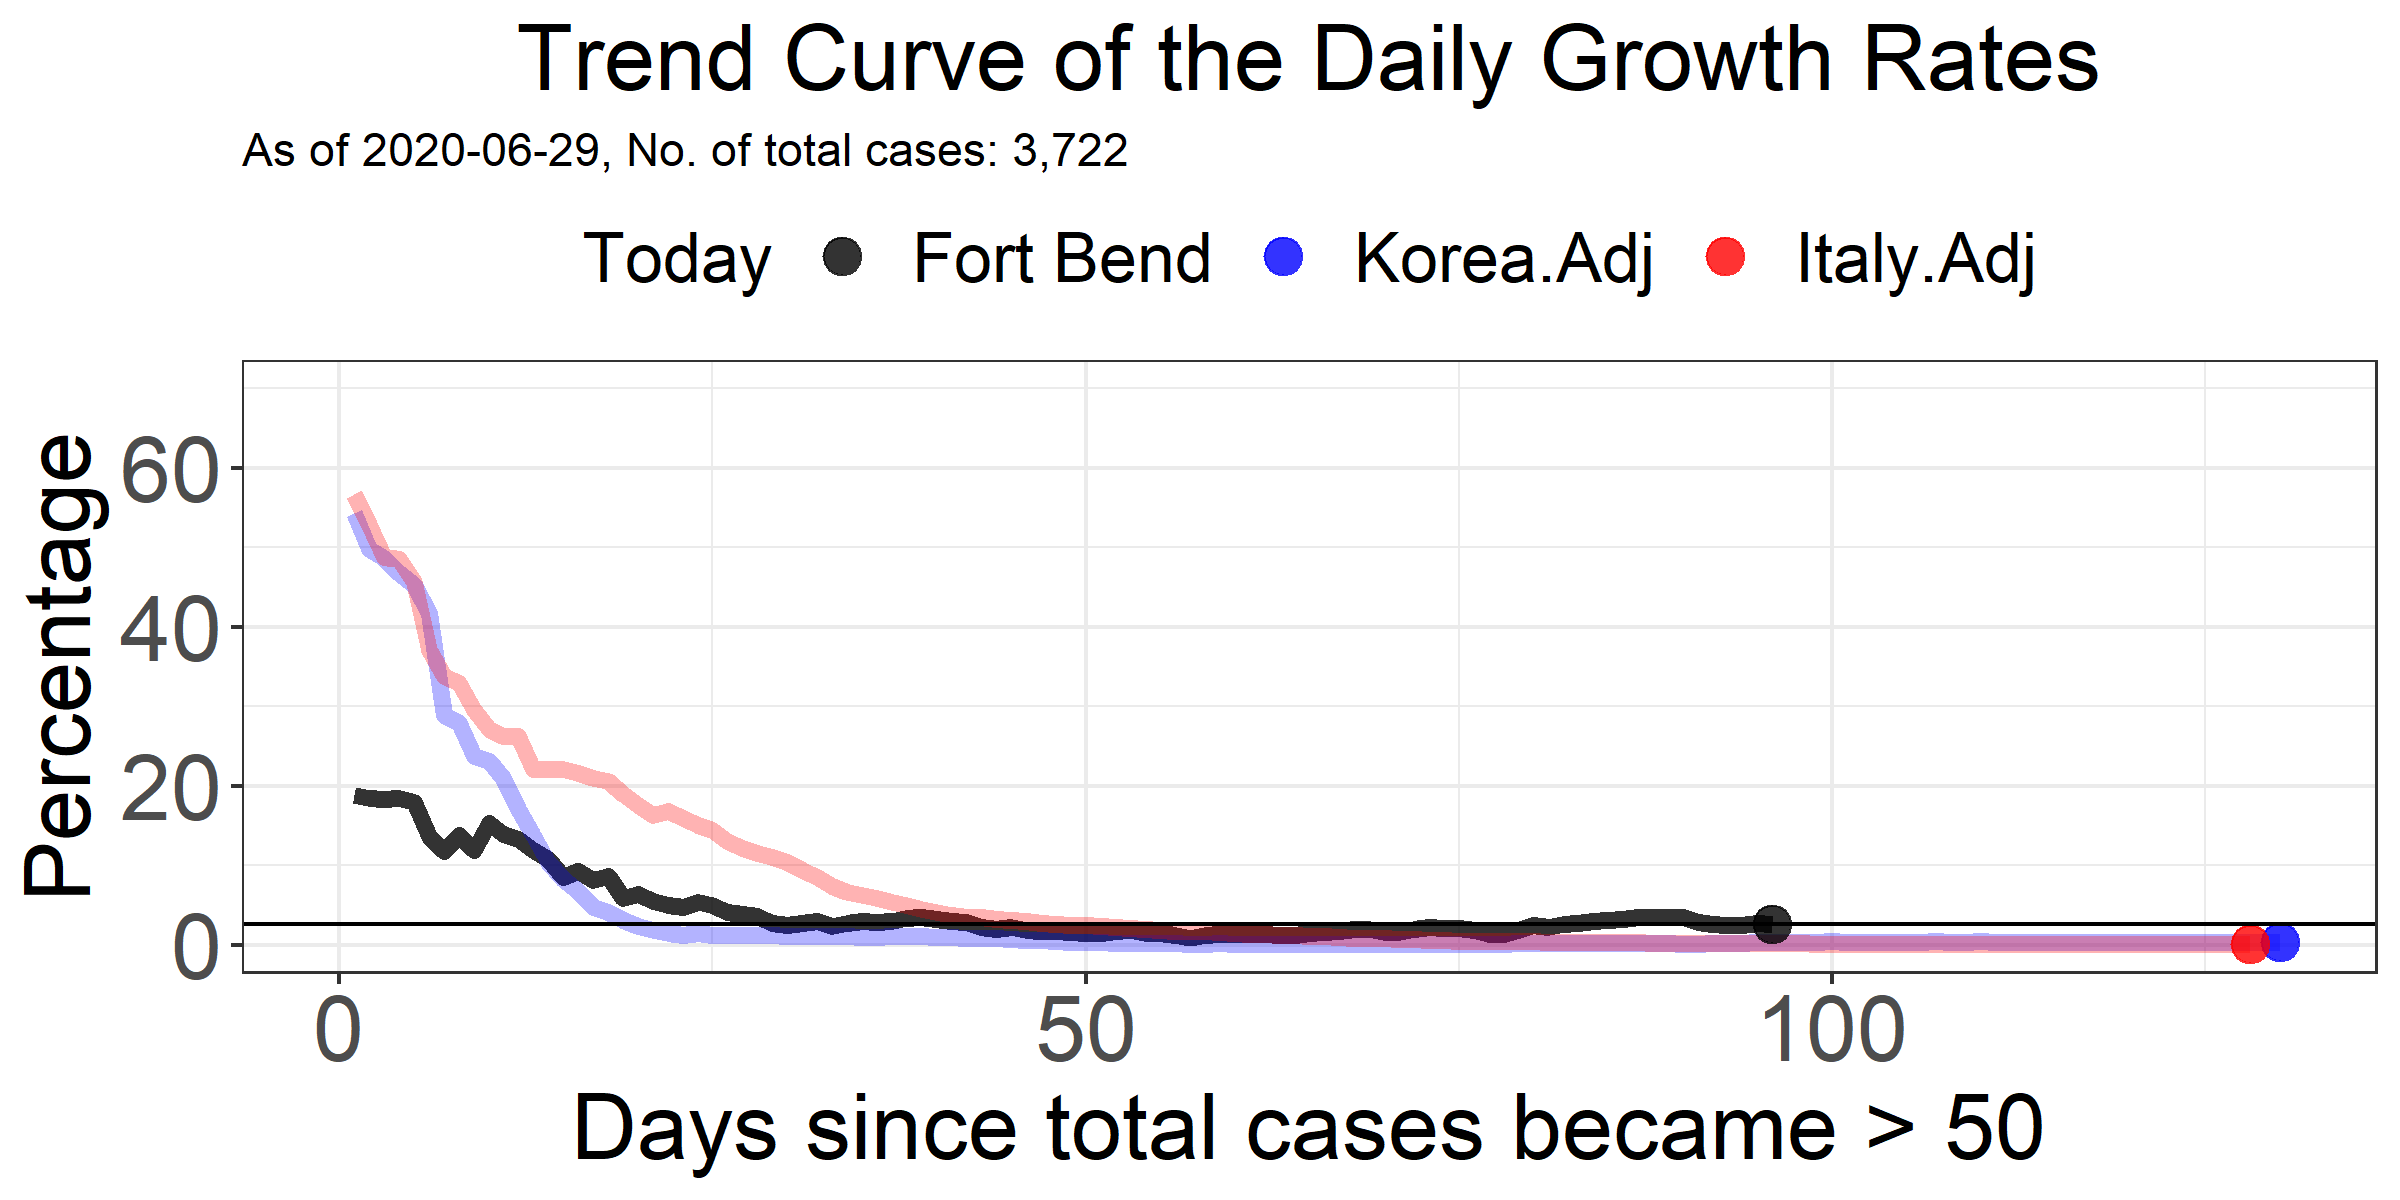 Trend Curve of the Daily Growth Rates
As of 2020-06-29, No. of total cases: 3,722
Today Fort Bend Korea.Adj Italy.Adj
Percentage
60
40
20
0
0 50 100
Days since total cases became > 50